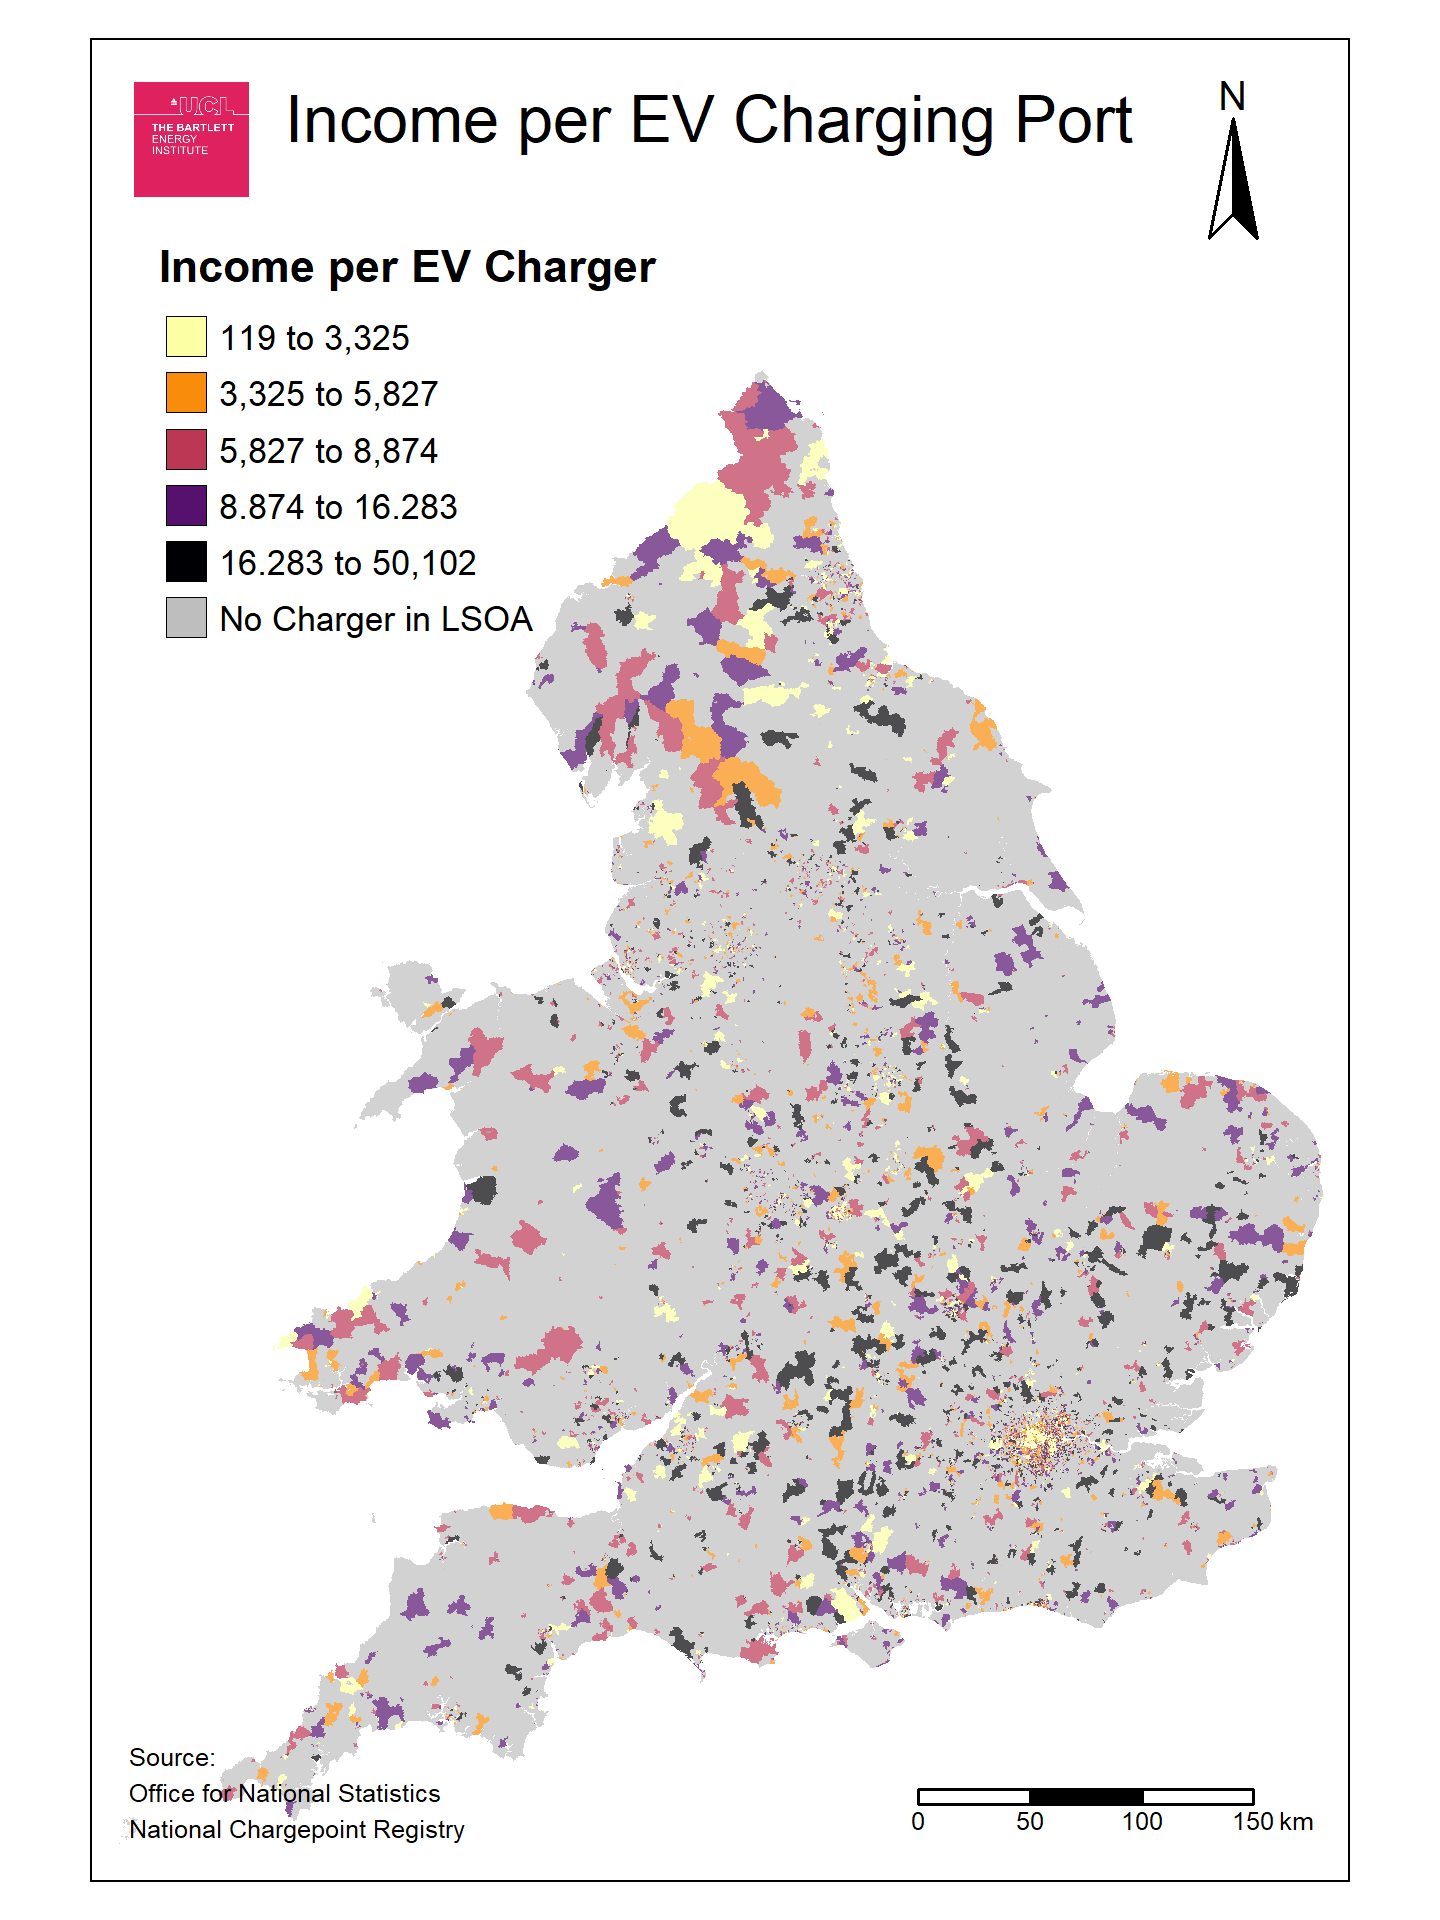 UCL
THE BARTLETT
ENERGY
INSTITUTE
Income per EV Charging Port
N
Income per EV Charger
119 to 3,325
3,325 to 5,827
5,827 to 8,874
8.874 to 16.283
16.283 to 50,102
No Charger in LSOA
Source:
Office for National Statistics
National Chargepoint Registry
0 50 100 150 km